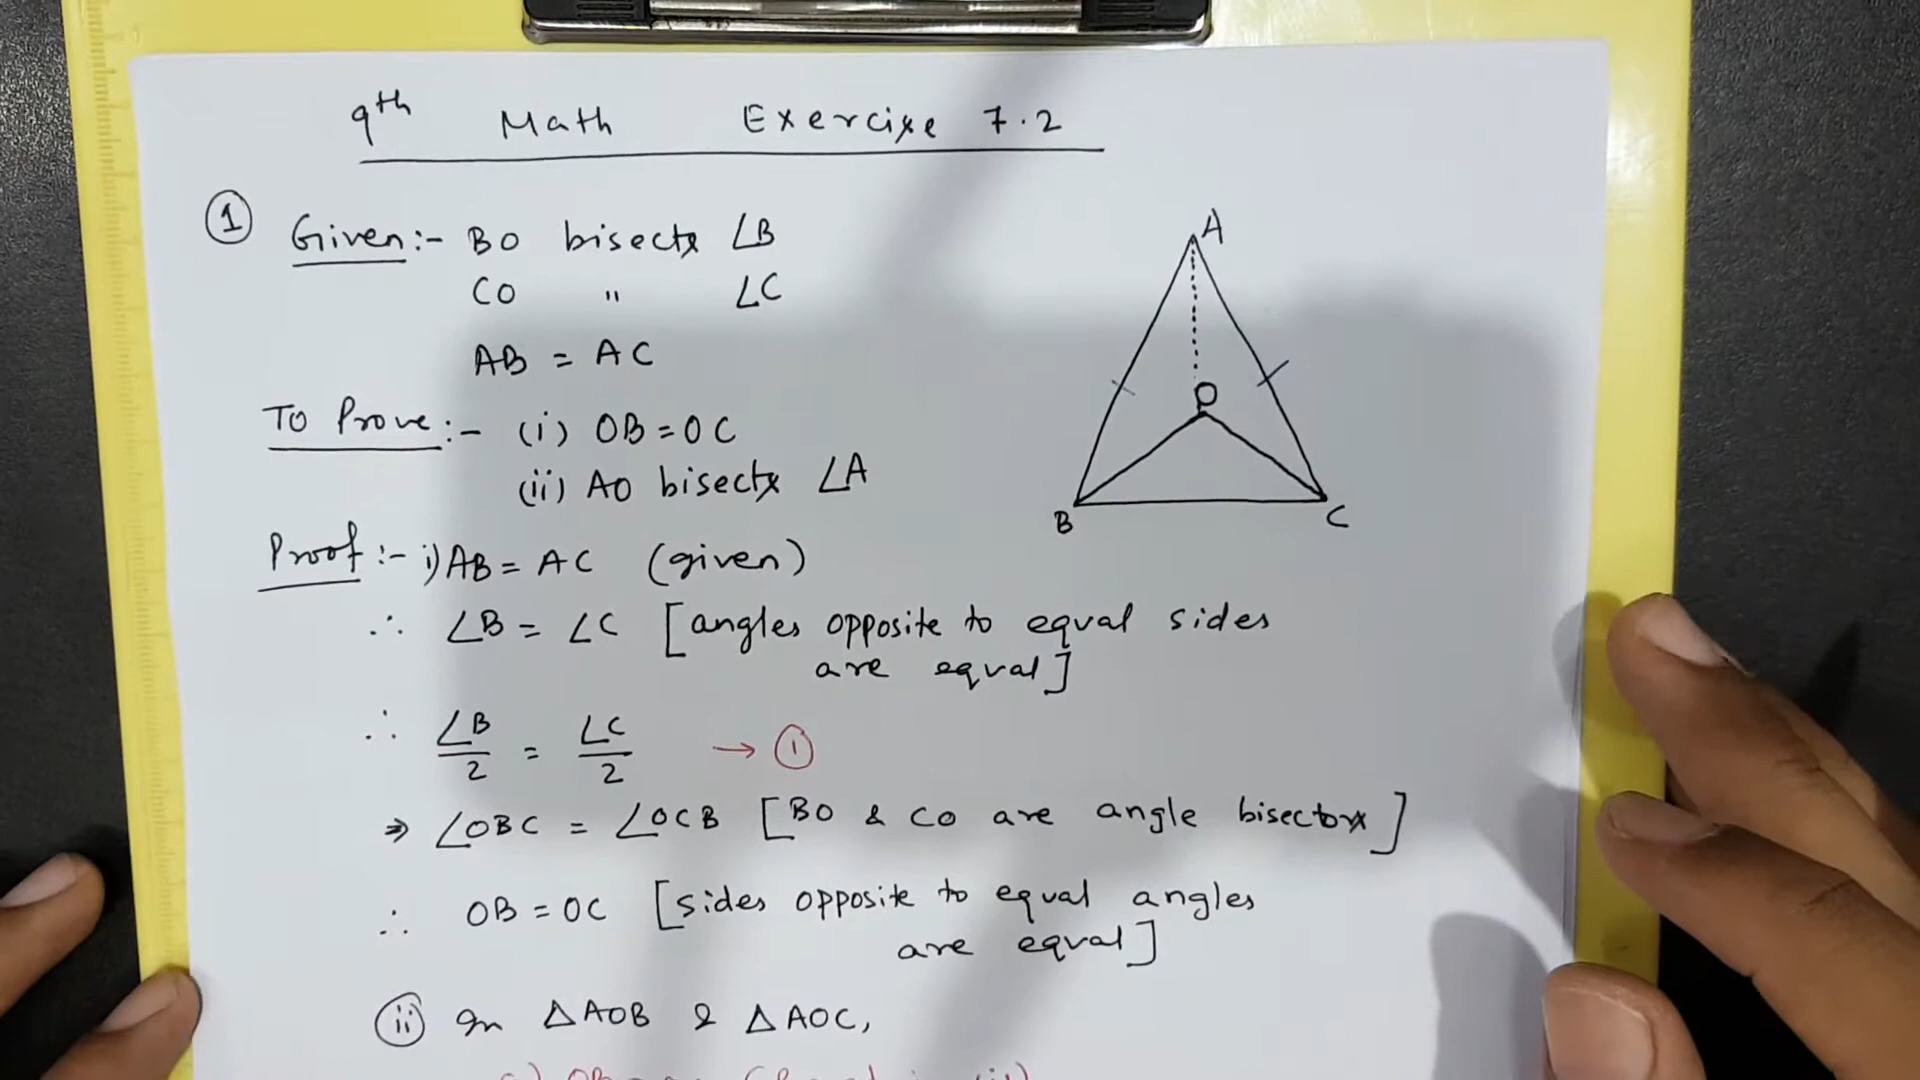 9th Math Exercise 7.2
1 Given:- BO bisects ∠B
CO " ∠C
AB = AC
To Prove:- (i) OB=OC
(ii) AO bisects ∠A
A
O
B
C
Proof:- i) AB = AC (given)
∴ ∠B = ∠C [angles opposite to equal sides
are equal]
∴ ∠B/2 = ∠C/2 → 1
⇒ ∠OBC = ∠OCB [BO & CO are angle bisectors]
∴ OB = OC [sides opposite to equal angles
are equal]
ii In △AOB & △AOC,